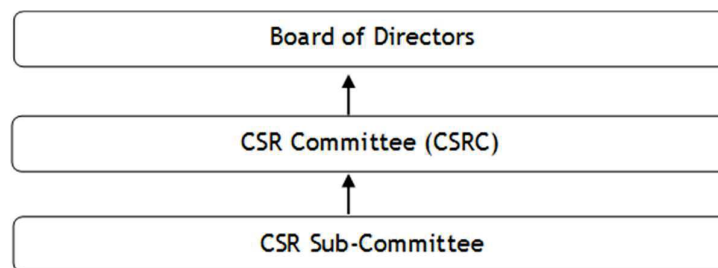 Board of Directors
CSR Committee (CSRC)
CSR Sub-Committee